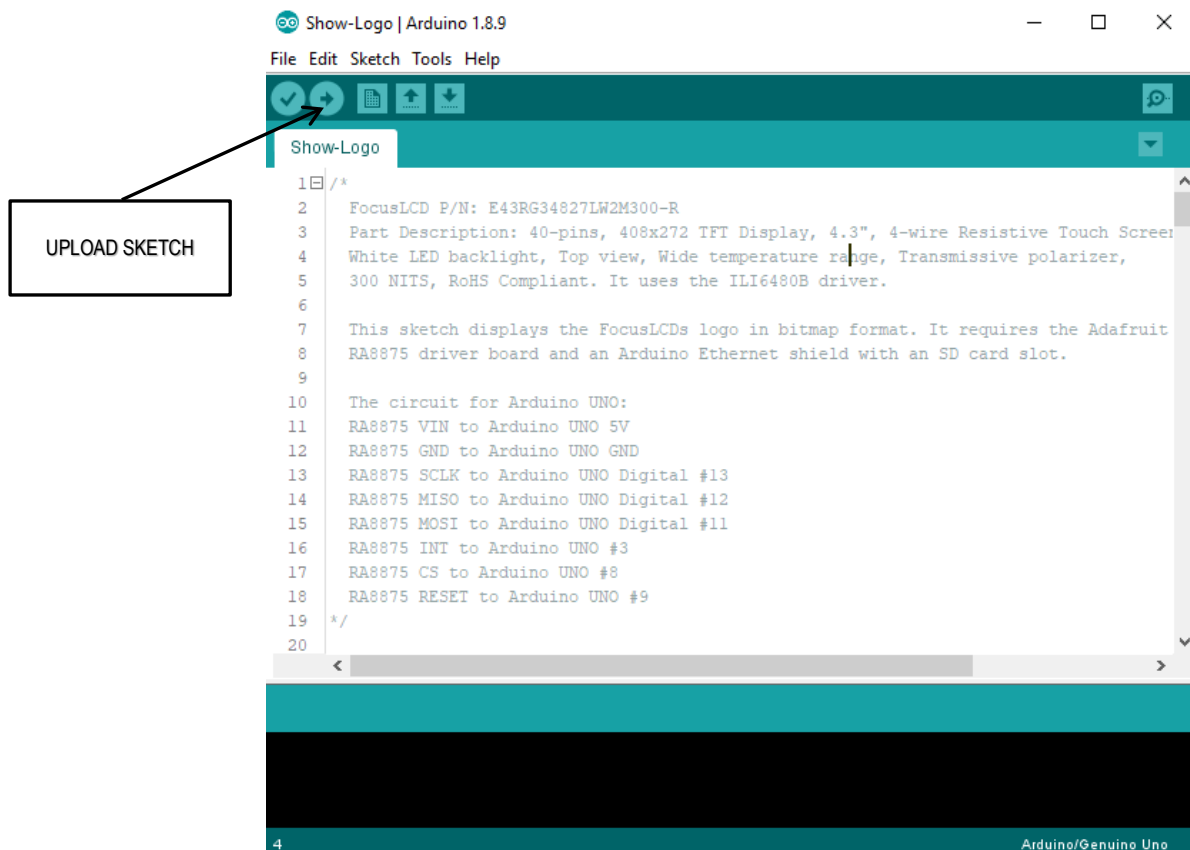 Show-Logo | Arduino 1.8.9
File Edit Sketch Tools Help
Show-Logo
UPLOAD SKETCH
1 /*
2 FocusLCD P/N: E43RG34827LW2M300-R
3 Part Description: 40-pins, 408x272 TFT Display, 4.3", 4-wire Resistive Touch Screen
4 White LED backlight, Top view, Wide temperature range, Transmissive polarizer,
5 300 NITS, RoHS Compliant. It uses the ILI6480B driver.
6
7 This sketch displays the FocusLCDs logo in bitmap format. It requires the Adafruit
8 RA8875 driver board and an Arduino Ethernet shield with an SD card slot.
9
10 The circuit for Arduino UNO:
11 RA8875 VIN to Arduino UNO 5V
12 RA8875 GND to Arduino UNO GND
13 RA8875 SCLK to Arduino UNO Digital #13
14 RA8875 MISO to Arduino UNO Digital #12
15 RA8875 MOSI to Arduino UNO Digital #11
16 RA8875 INT to Arduino UNO #3
17 RA8875 CS to Arduino UNO #8
18 RA8875 RESET to Arduino UNO #9
19 */
20
4 Arduino/Genuino Uno